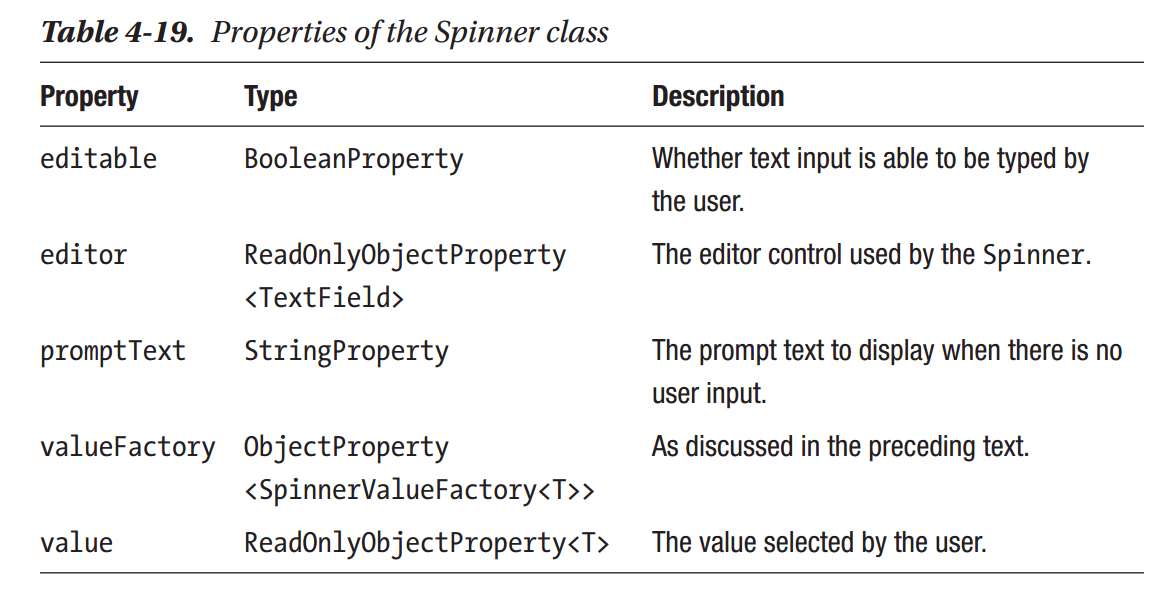 Table 4-19. Properties of the Spinner class
Property Type Description
editable BooleanProperty Whether text input is able to be typed by
the user.
editor ReadOnlyObjectProperty The editor control used by the Spinner.
<TextField>
promptText StringProperty The prompt text to display when there is no
user input.
valueFactory ObjectProperty As discussed in the preceding text.
<SpinnerValueFactory<T>>
value ReadOnlyObjectProperty<T> The value selected by the user.